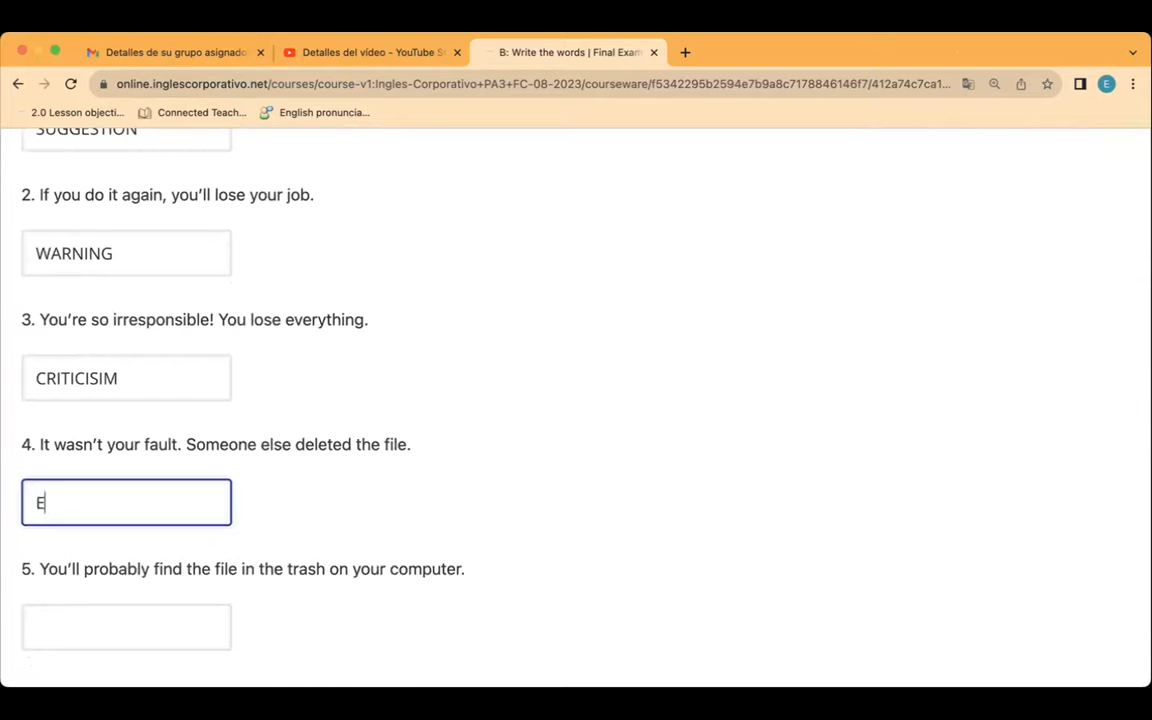 Detalles de su grupo asignado
Detalles del vídeo - YouTube S
B: Write the words | Final Exam
online.inglescorporativo.net/courses/course-v1:Ingles-Corporativo+PA3+FC-08-2023/courseware/f5342295b2594e7b9a8c7178846146f7/412a74c7ca1...
E
2.0 Lesson objecti...
Connected Teach...
English pronuncia...
SUGGESTION
2. If you do it again, you’ll lose your job.
WARNING
3. You’re so irresponsible! You lose everything.
CRITICISIM
4. It wasn’t your fault. Someone else deleted the file.
E
5. You’ll probably find the file in the trash on your computer.